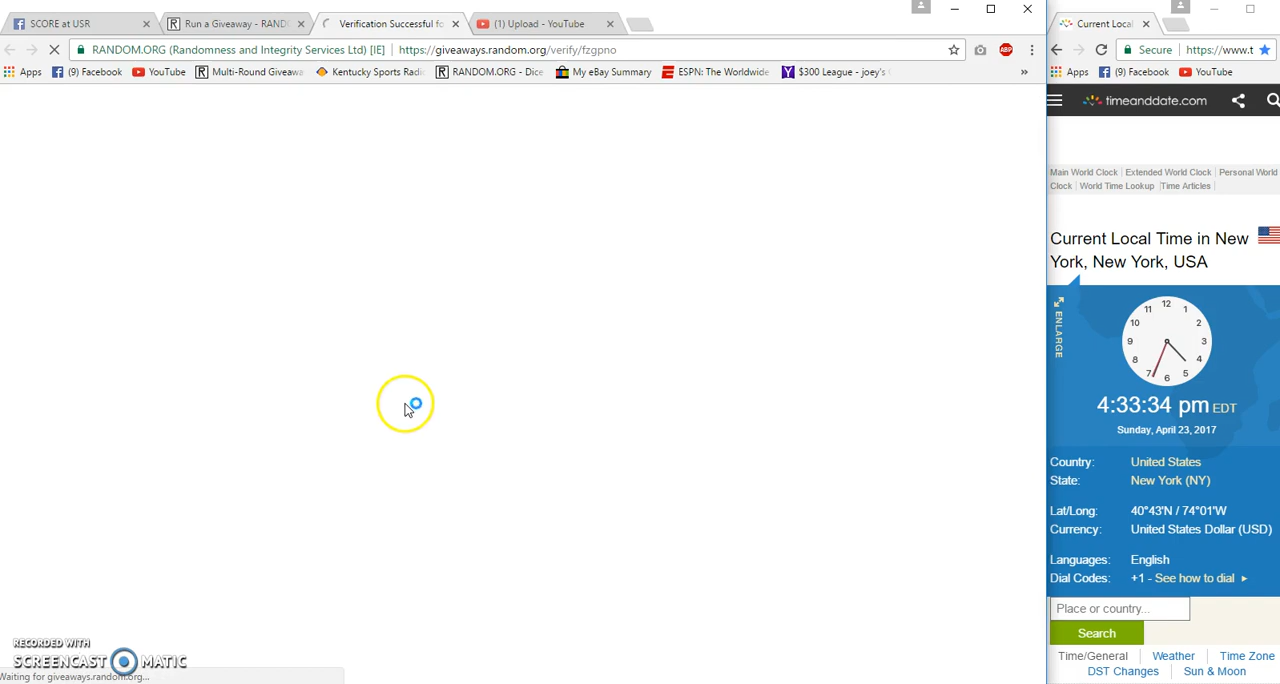 SCORE at USR
Run a Giveaway - RAND
Verification Successful fo
(1) Upload - YouTube
RANDOM.ORG (Randomness and Integrity Services Ltd) [IE] | https://giveaways.random.org/verify/fzgpno
ABP
Apps (9) Facebook YouTube Multi-Round Giveawa Kentucky Sports Radi RANDOM.ORG - Dice My eBay Summary ESPN: The Worldwide $300 League - joey's
Waiting for giveaways.random.org...
RECORDED WITH
SCREENCAST MATIC
Current Local
Secure | https://www.t
Apps (9) Facebook YouTube
timeanddate.com
Main World Clock | Extended World Clock | Personal World
Clock | World Time Lookup | Time Articles |
Current Local Time in New
York, New York, USA
ENLARGE
12 1 2 3 4 5 6 7 8 9 10 11
4:33:34 pm EDT
Sunday, April 23, 2017
Country: United States
State: New York (NY)
Lat/Long: 40°43'N / 74°01'W
Currency: United States Dollar (USD)
Languages: English
Dial Codes: +1 - See how to dial
Place or country...
Search
Time/General | Weather | Time Zone
DST Changes | Sun & Moon